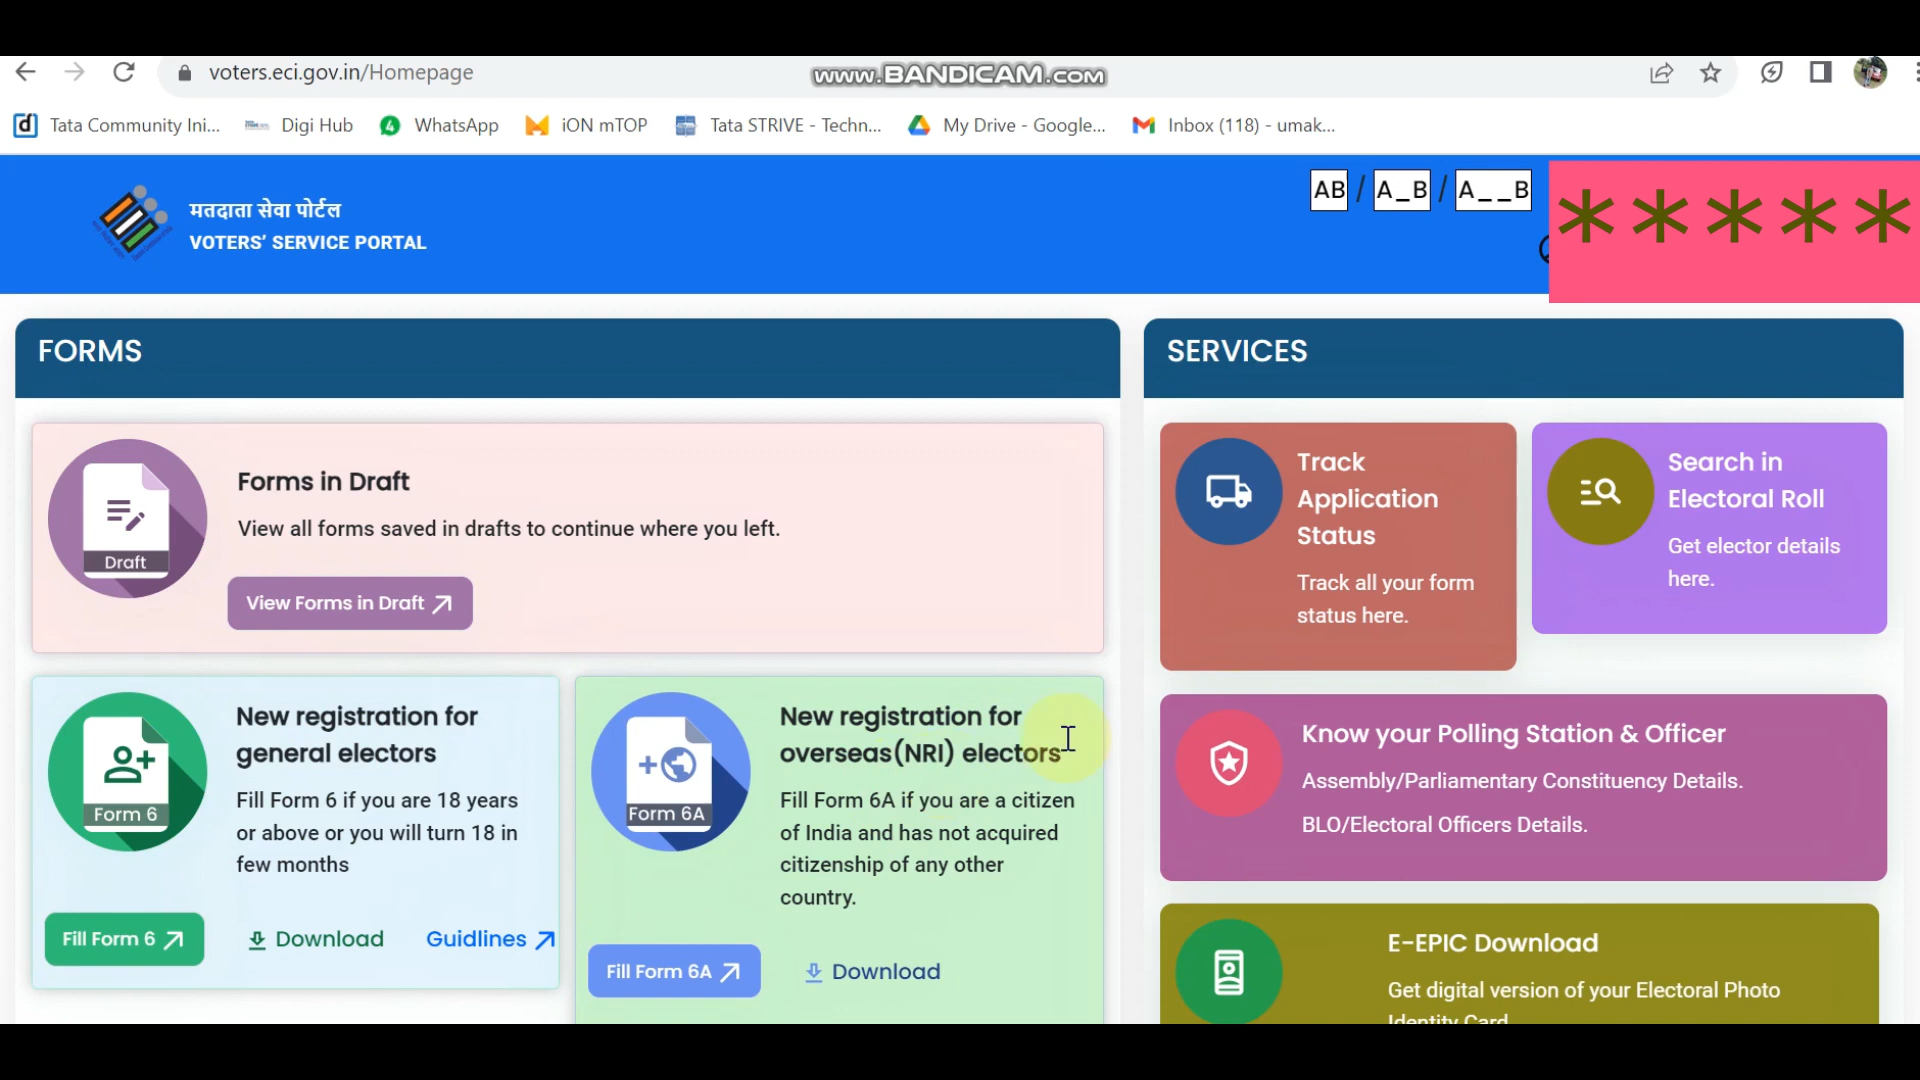 voters.eci.gov.in/Homepage
www.BANDICAM.com
Tata Community Ini...
Digi Hub
4
WhatsApp
iON mTOP
Tata STRIVE - Techn...
My Drive - Google...
Inbox (118) - umak...
मतदाता सेवा पोर्टल
VOTERS’ SERVICE PORTAL
AB / A_B / A__B
*****
FORMS
Draft
Forms in Draft
View all forms saved in drafts to continue where you left.
View Forms in Draft
Form 6
New registration for
general electors
Fill Form 6 if you are 18 years
or above or you will turn 18 in
few months
Fill Form 6
Download
Guidlines
Form 6A
New registration for
overseas(NRI) electors
Fill Form 6A if you are a citizen
of India and has not acquired
citizenship of any other
country.
Fill Form 6A
Download
SERVICES
Track
Application
Status
Track all your form
status here.
Search in
Electoral Roll
Get elector details
here.
Know your Polling Station & Officer
Assembly/Parliamentary Constituency Details.
BLO/Electoral Officers Details.
E-EPIC Download
Get digital version of your Electoral Photo
Identity Card